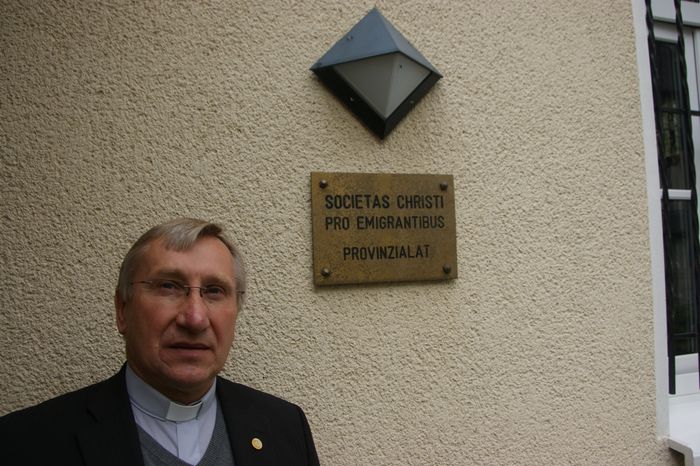 SOCIETAS CHRISTI
PRO EMIGRANTIBUS
PROVINZIALAT